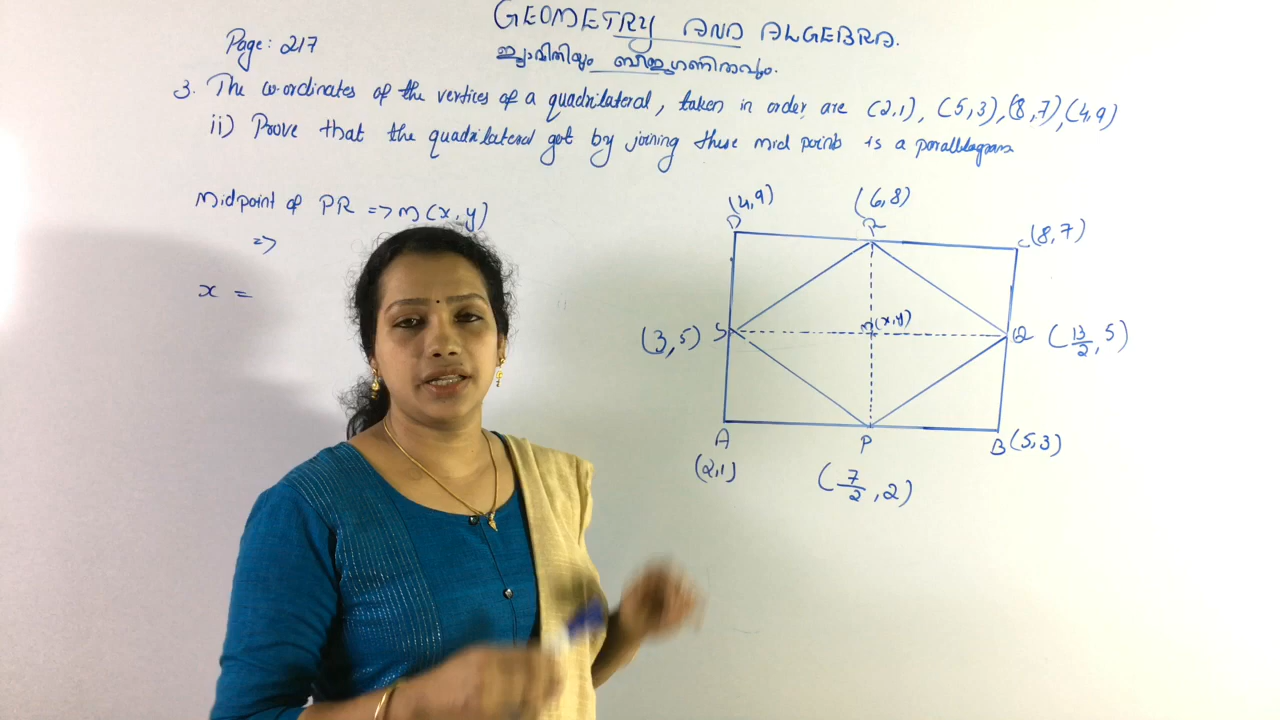 GEOMETRY AND ALGEBRA.
Page: 217
ജ്യാമിതിയും ബീജഗണിതവും.
3. The co-ordinates of the vertices of a quadrilateral, taken in order, are (2,1), (5,3), (8,7), (4,9)
ii) Prove that the quadrilateral got by joining these mid points is a parallelogram
Midpoint of PR => M(x, y)
=>
x =
(4,9)
(6,8)
D
R
C (8,7)
(3,5) S
M(x,y)
Q (13/2, 5)
A
P
B (5,3)
(2,1)
(7/2, 2)